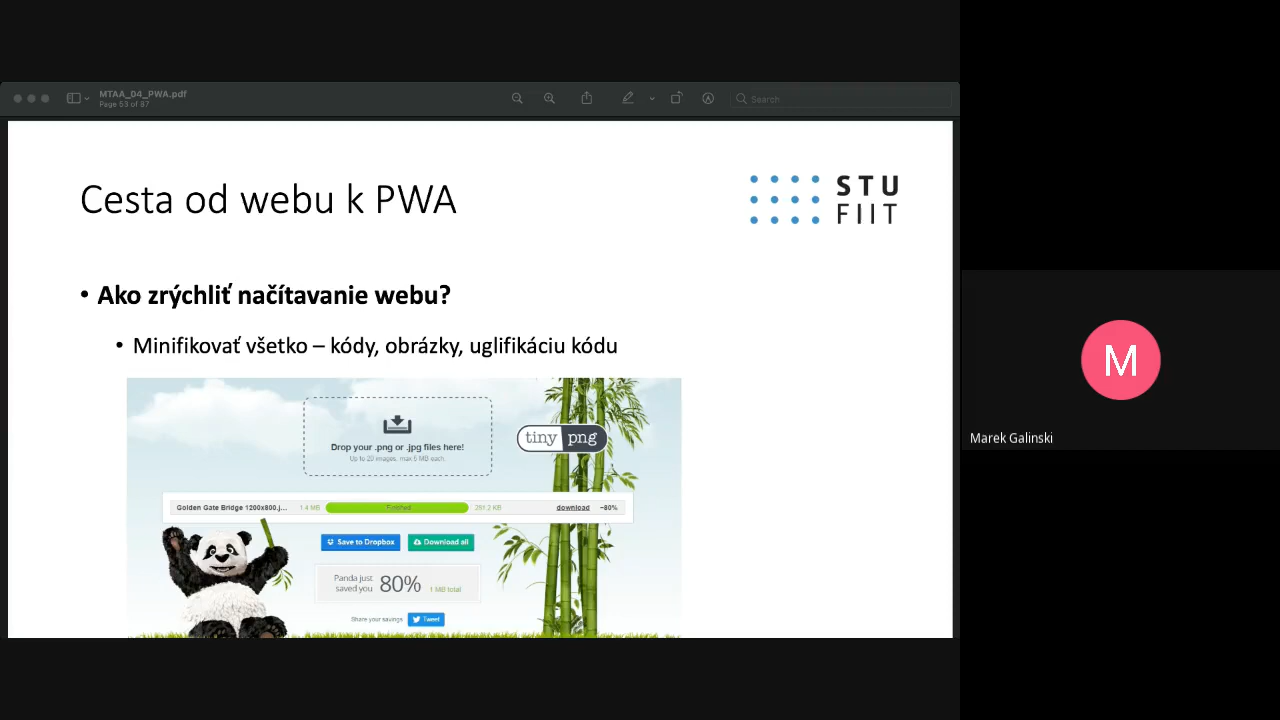 MTAA_04_PWA.pdf
Page 53 of 87
Search
Cesta od webu k PWA
STU
FIIT
• Ako zrýchliť načítavanie webu?
• Minifikovať všetko – kódy, obrázky, uglifikáciu kódu
Drop your .png or .jpg files here!
Up to 20 images, max 5 MB each.
tiny png
Golden Gate Bridge 1200x800.j... 1.4 MB Finished 281.2 KB download -80%
Save to Dropbox
Download all
Panda just
saved you
80%
1 MB total
Share your savings
Tweet
M
Marek Galinski